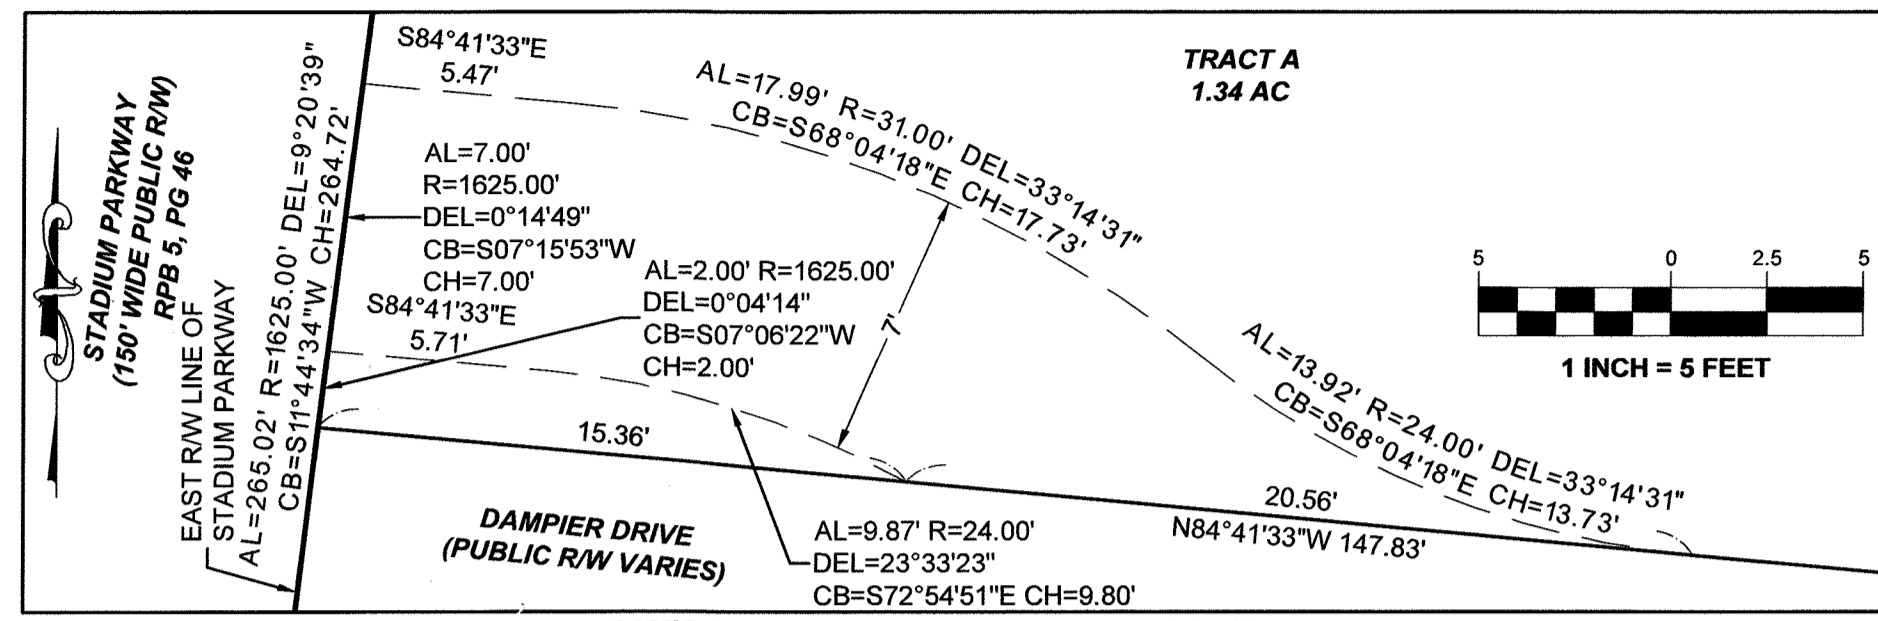 STADIUM PARKWAY
(150' WIDE PUBLIC R/W)
RPB 5, PG 46
EAST R/W LINE OF
STADIUM PARKWAY
AL=265.02' R=1625.00' DEL=9°20'39"
CB=S11°44'34"W CH=264.72'
S84°41'33"E
5.47'
AL=7.00'
R=1625.00'
DEL=0°14'49"
CB=S07°15'53"W
CH=7.00'
S84°41'33"E
5.71'
AL=2.00' R=1625.00'
DEL=0°04'14"
CB=S07°06'22"W
CH=2.00'
AL=17.99' R=31.00' DEL=33°14'31"
CB=S68°04'18"E CH=17.73'
TRACT A
1.34 AC
7'
5 0 2.5 5
1 INCH = 5 FEET
AL=13.92' R=24.00' DEL=33°14'31"
CB=S68°04'18"E CH=13.73'
15.36'
20.56'
N84°41'33"W 147.83'
DAMPIER DRIVE
(PUBLIC R/W VARIES)
AL=9.87' R=24.00'
DEL=23°33'23"
CB=S72°54'51"E CH=9.80'